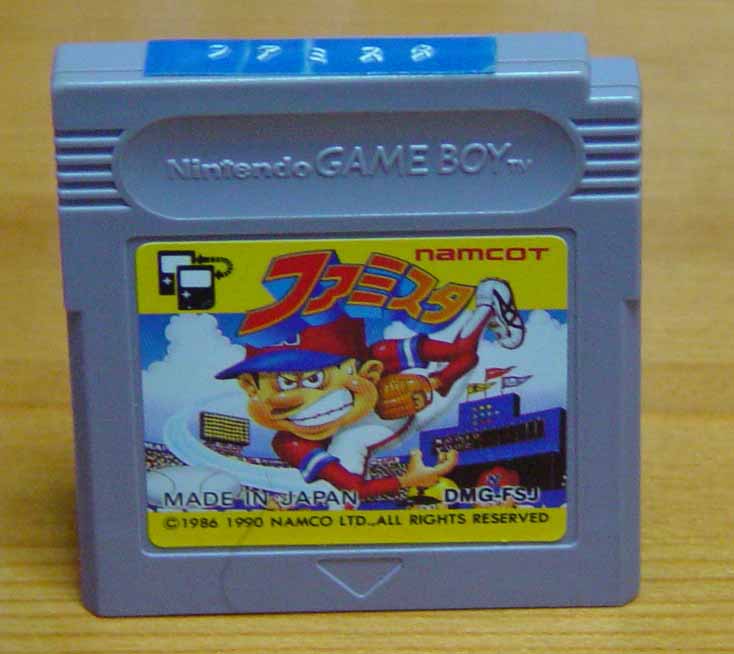 ファミスタ
Nintendo GAME BOY TM
namcoT
ファミスタ
MADE IN JAPAN
DMG-FSJ
©1986 1990 NAMCO LTD.,ALL RIGHTS RESERVED